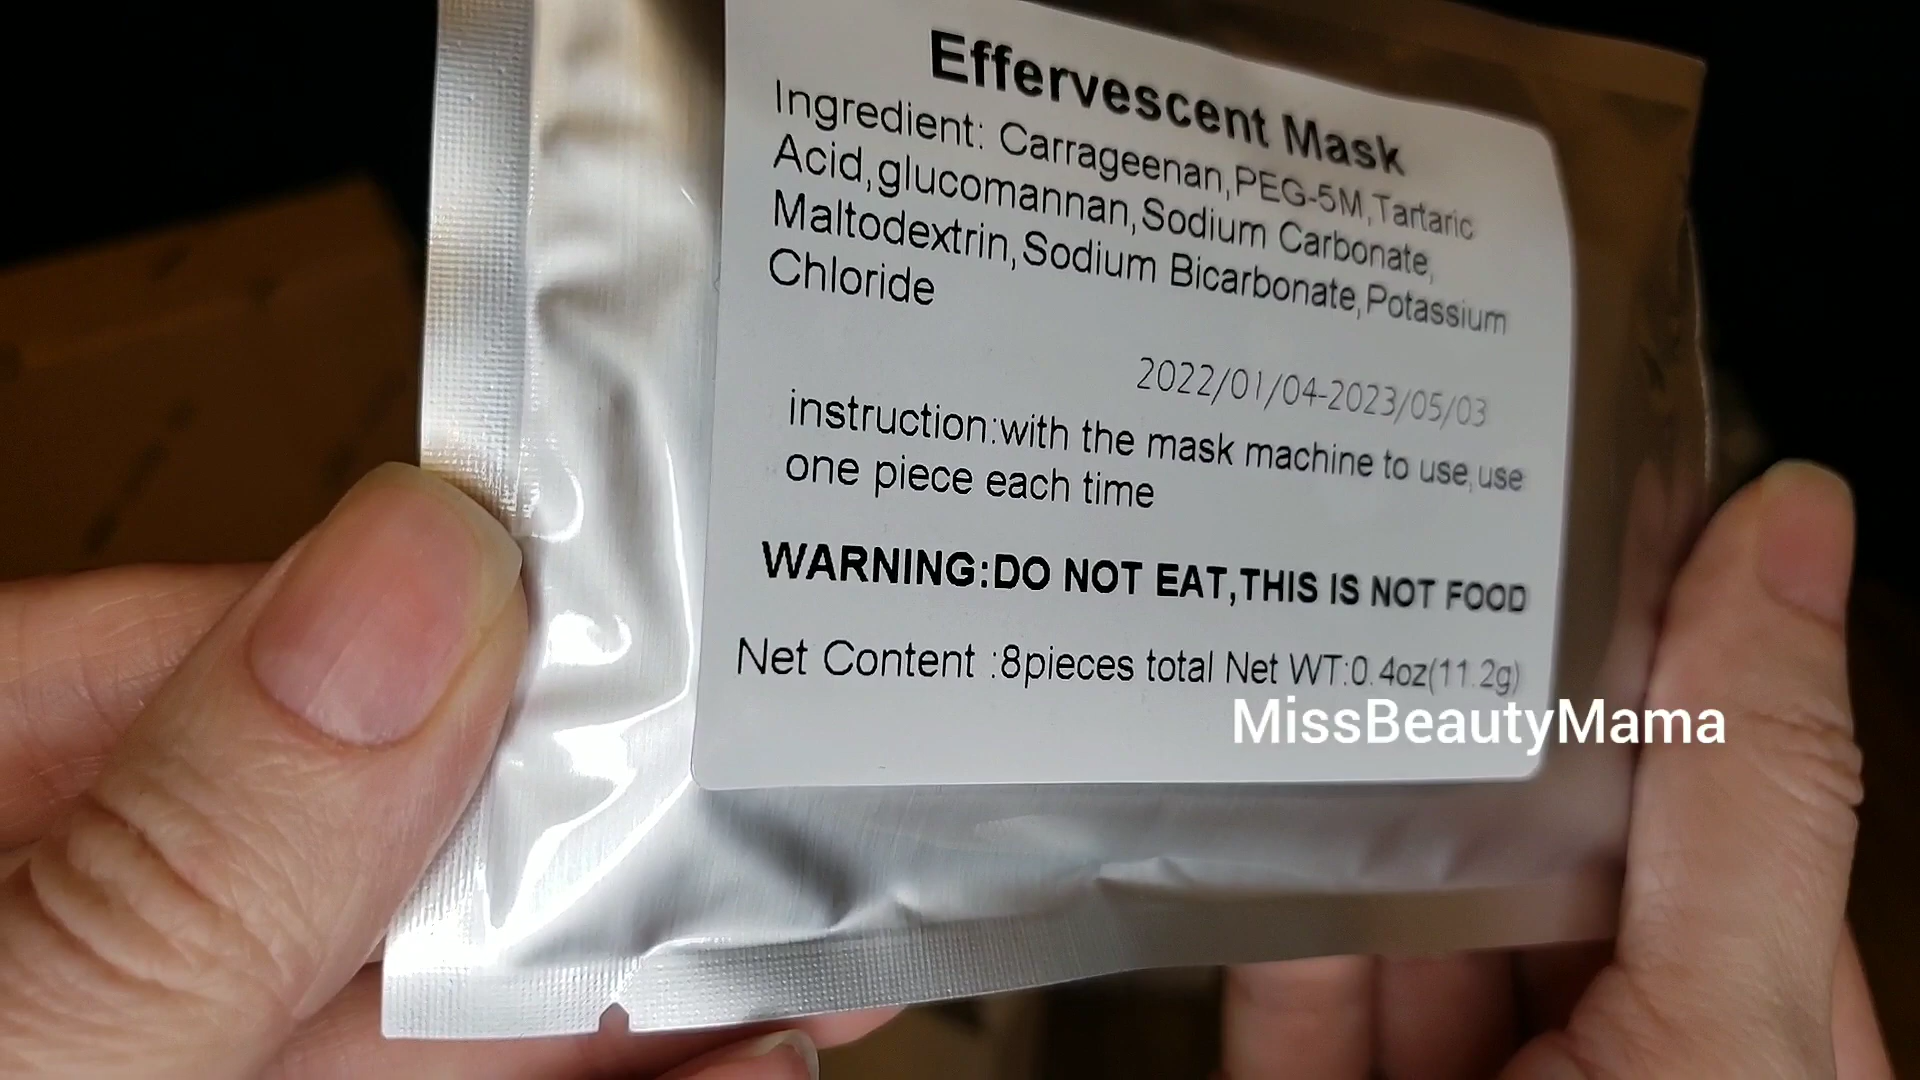 Effervescent Mask
Ingredient: Carrageenan,PEG-5M,Tartaric
Acid,glucomannan,Sodium Carbonate,
Maltodextrin,Sodium Bicarbonate,Potassium
Chloride
2022/01/04-2023/05/03
instruction:with the mask machine to use,use
one piece each time
WARNING:DO NOT EAT,THIS IS NOT FOOD
Net Content :8pieces total Net WT:0.4oz(11.2g)
MissBeautyMama